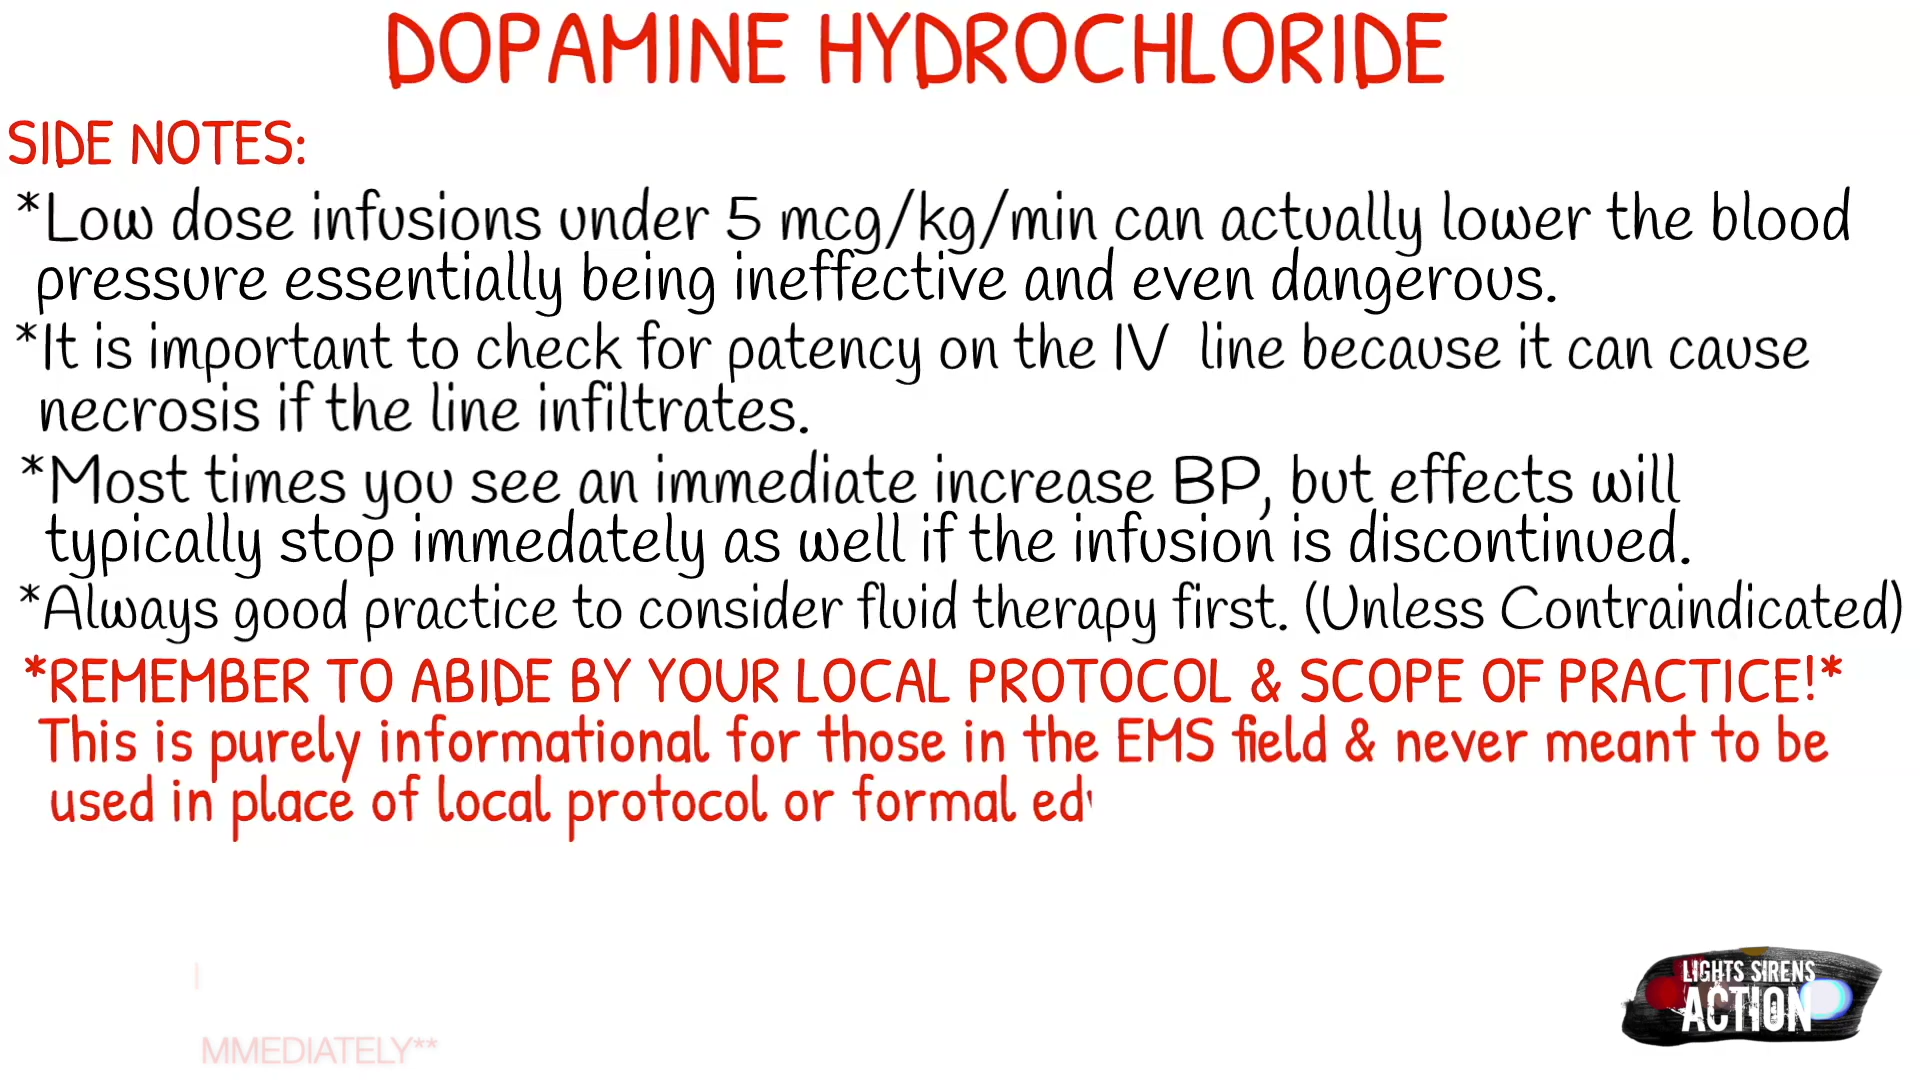 DOPAMINE HYDROCHLORIDE
SIDE NOTES:
*Low dose infusions under 5 mcg/kg/min can actually lower the blood
pressure essentially being ineffective and even dangerous.
*It is important to check for patency on the IV line because it can cause
necrosis if the line infiltrates.
*Most times you see an immediate increase BP, but effects will
typically stop immedately as well if the infusion is discontinued.
*Always good practice to consider fluid therapy first. (Unless Contraindicated)
*REMEMBER TO ABIDE BY YOUR LOCAL PROTOCOL & SCOPE OF PRACTICE!*
This is purely informational for those in the EMS field & never meant to be
used in place of local protocol or formal ed
LIGHTS SIRENS
ACTION
MMEDIATELY**